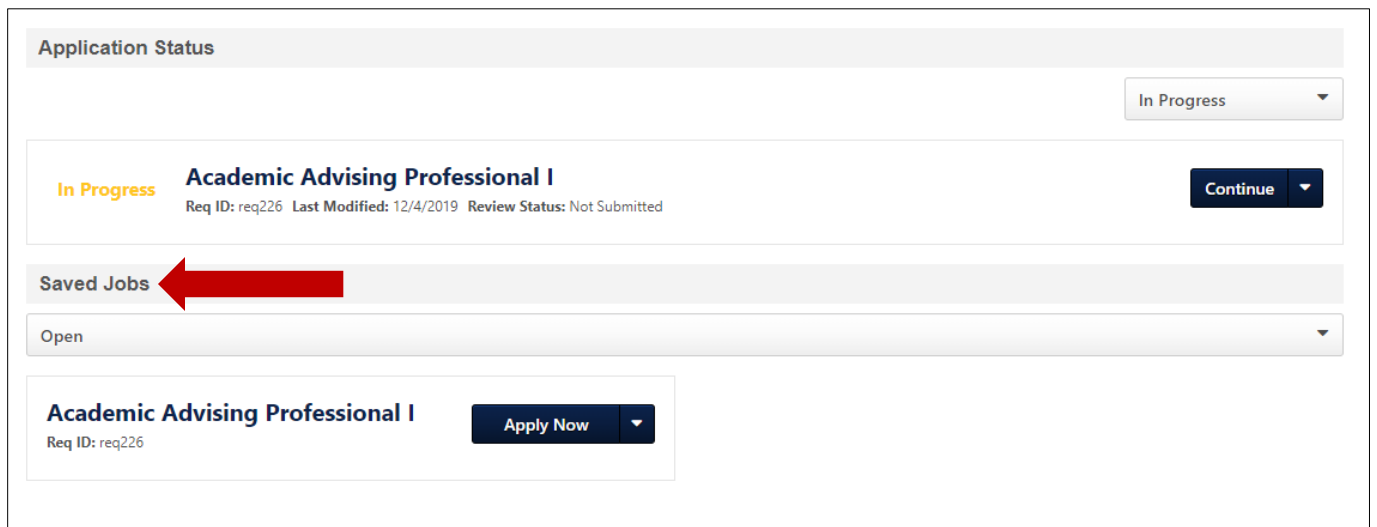 Application Status
In Progress
In Progress
Academic Advising Professional I
Continue
Req ID: req226 Last Modified: 12/4/2019 Review Status: Not Submitted
Saved Jobs
Open
Academic Advising Professional I
Apply Now
Req ID: req226